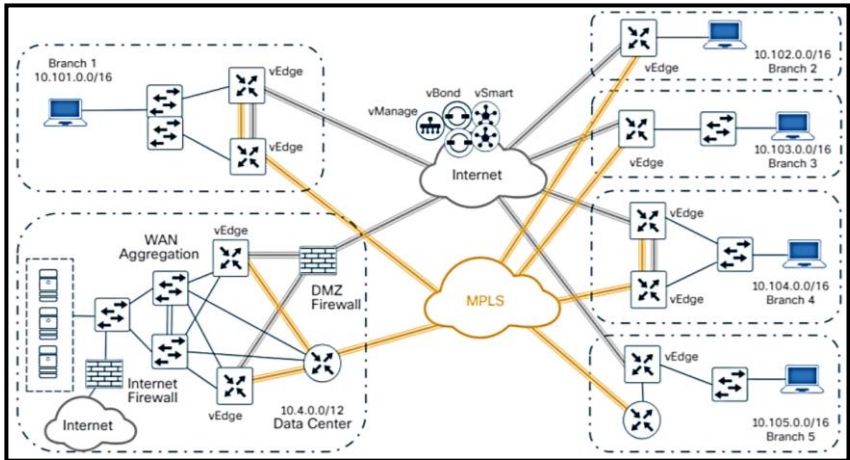 Branch 1
10.101.0.0/16
vEdge
vEdge
vManage
vBond
vSmart
Internet
vEdge
10.102.0.0/16
Branch 2
vEdge
10.103.0.0/16
Branch 3
WAN
Aggregation
vEdge
DMZ
Firewall
Internet
Firewall
vEdge
10.4.0.0/12
Data Center
Internet
MPLS
vEdge
vEdge
10.104.0.0/16
Branch 4
vEdge
10.105.0.0/16
Branch 5